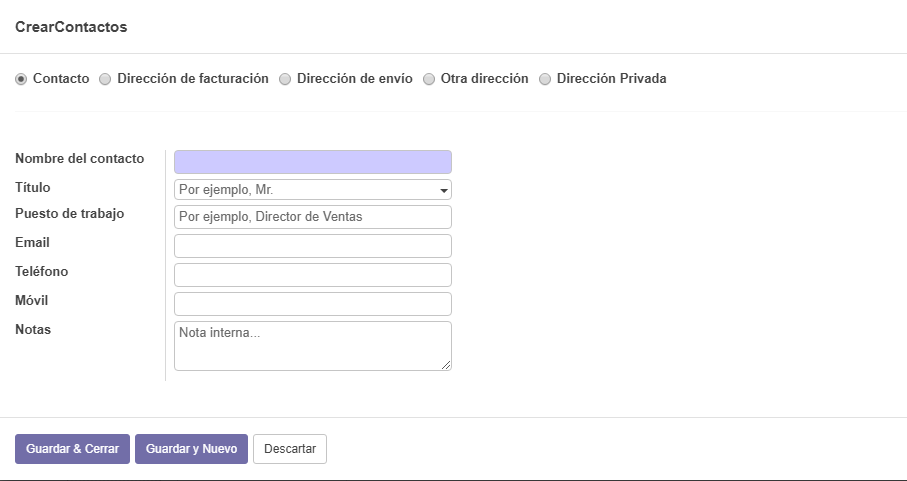 CrearContactos
Contacto Dirección de facturación Dirección de envío Otra dirección Dirección Privada
Nombre del contacto
Título Por ejemplo, Mr.
Puesto de trabajo Por ejemplo, Director de Ventas
Email
Teléfono
Móvil
Notas Nota interna...
Guardar & Cerrar Guardar y Nuevo Descartar